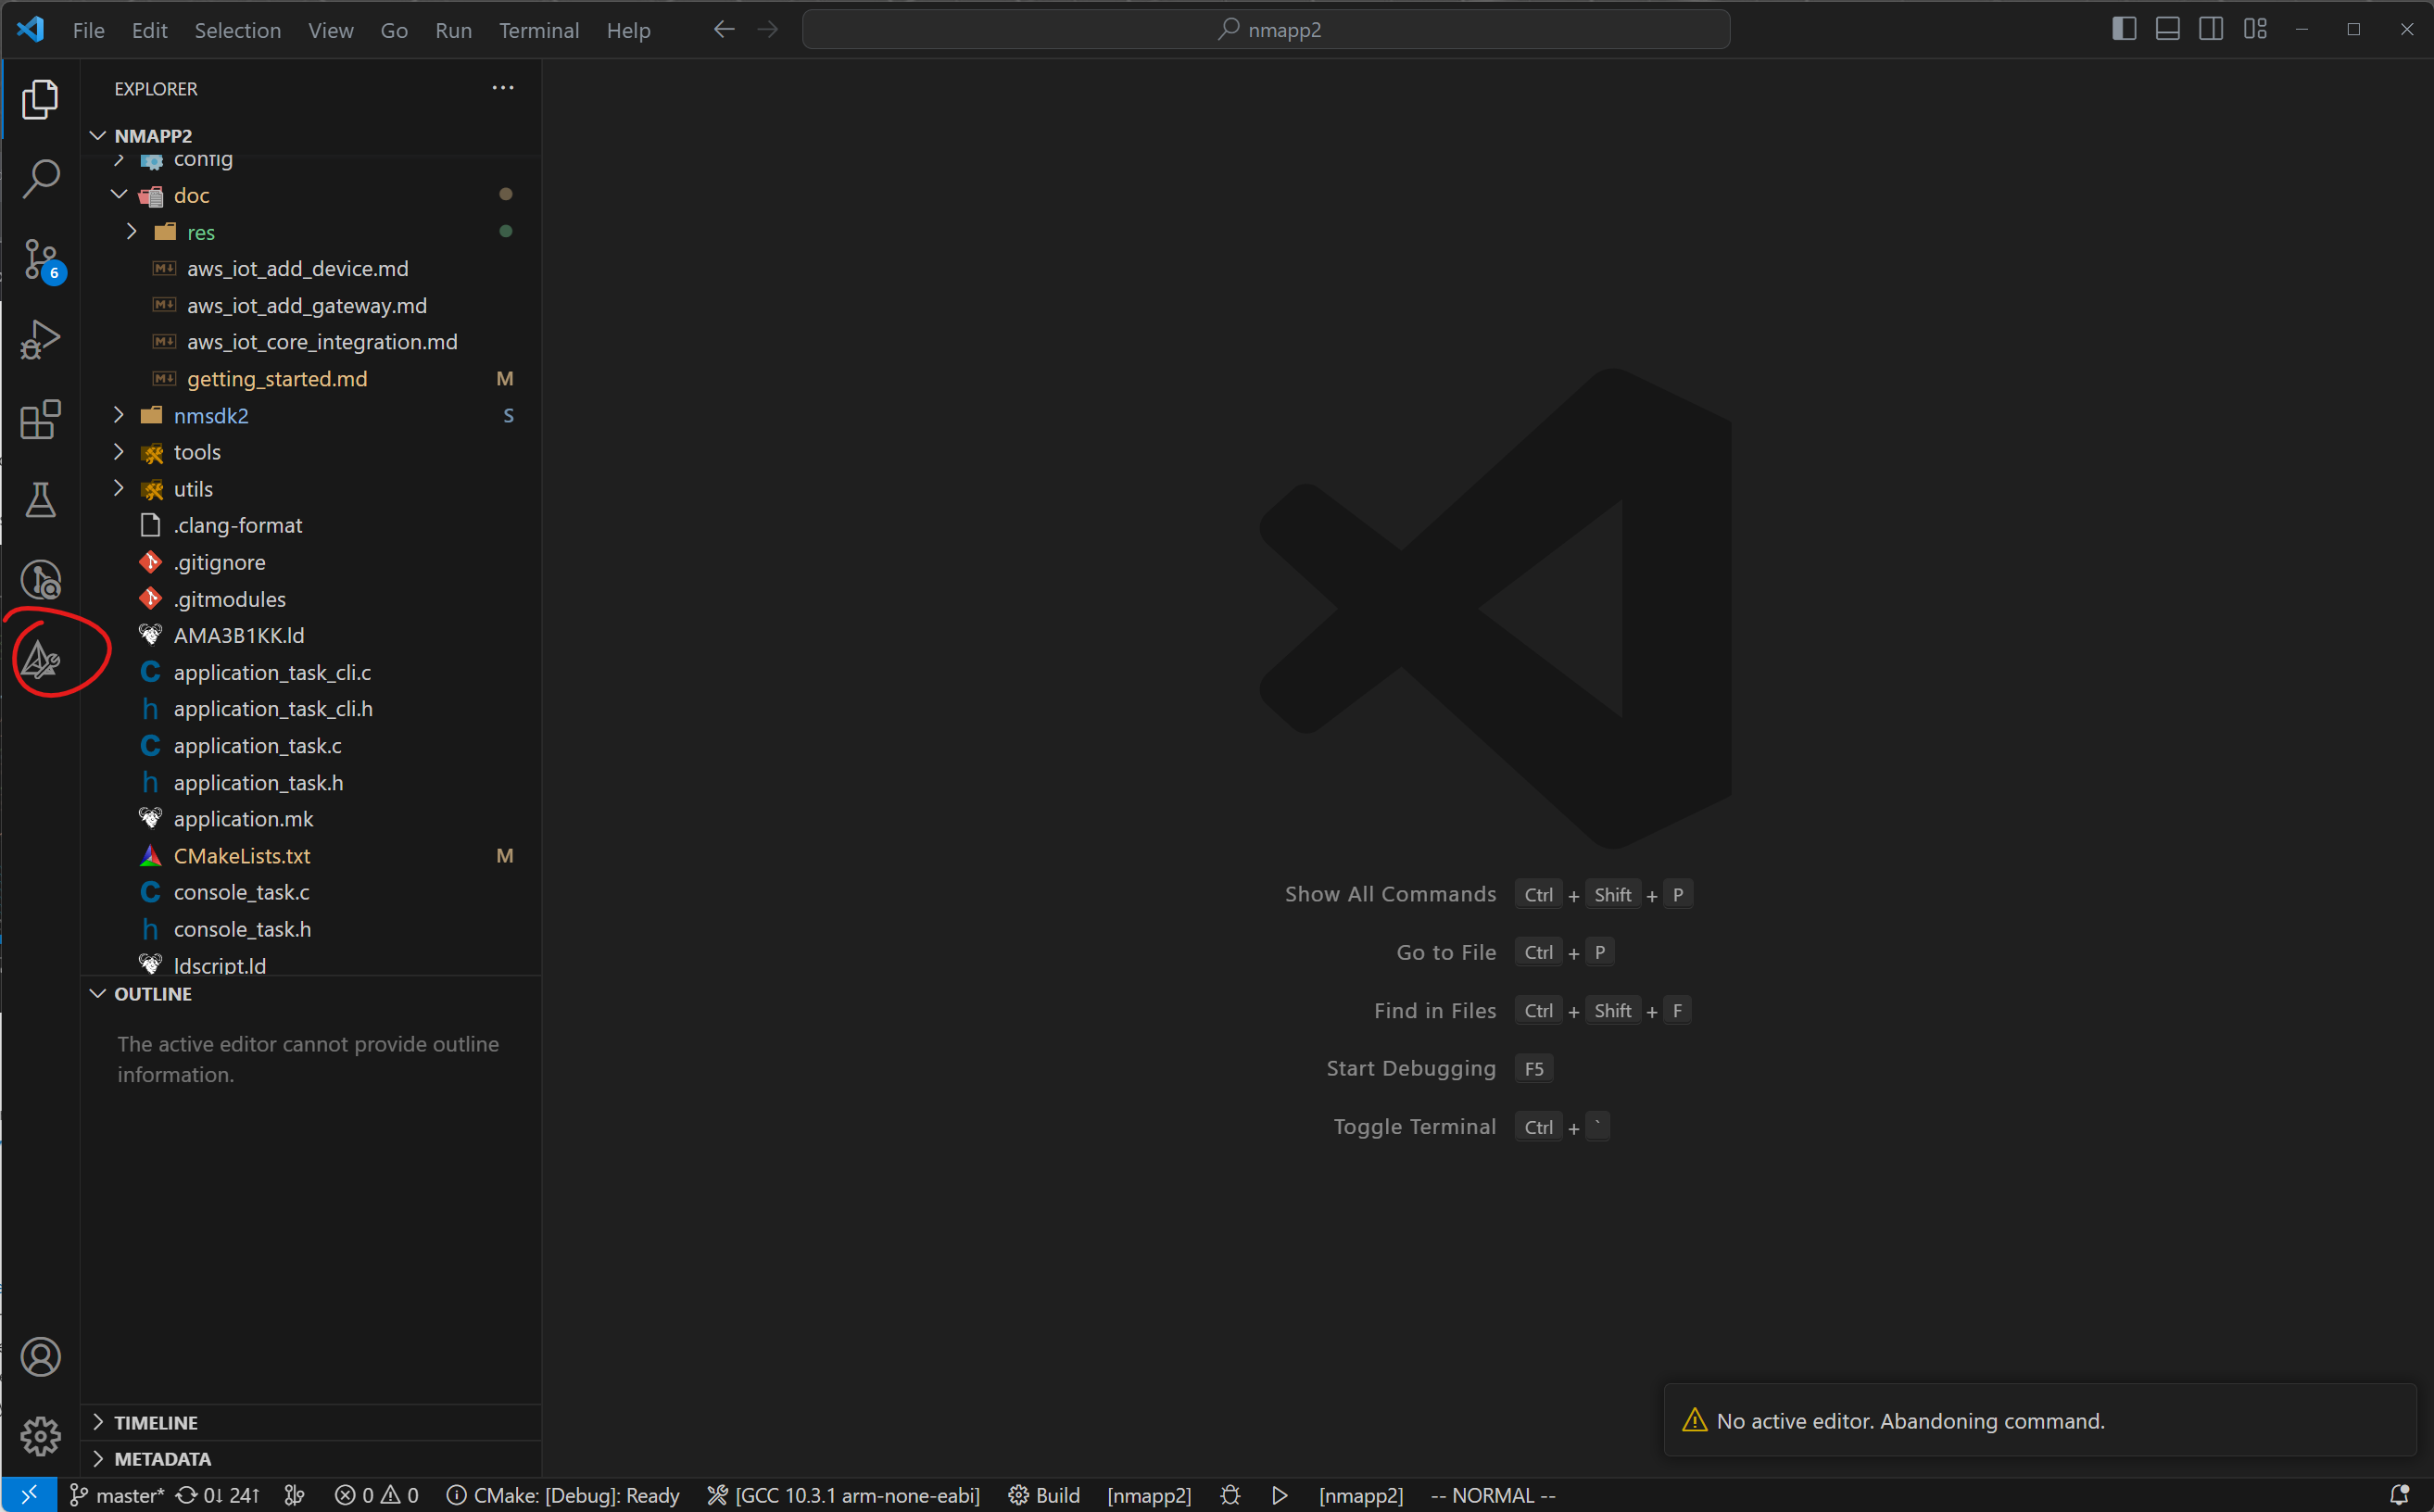 File Edit Selection View Go Run Terminal Help
nmapp2
EXPLORER
NMAPP2
config
doc
res
aws_iot_add_device.md
aws_iot_add_gateway.md
aws_iot_core_integration.md
getting_started.md M
nmsdk2 S
tools
utils
.clang-format
.gitignore
.gitmodules
AMA3B1KK.ld
application_task_cli.c
application_task_cli.h
application_task.c
application_task.h
application.mk
CMakeLists.txt M
console_task.c
console_task.h
ldscript.ld
OUTLINE
The active editor cannot provide outline
information.
TIMELINE
METADATA
6
Show All Commands Ctrl + Shift + P
Go to File Ctrl + P
Find in Files Ctrl + Shift + F
Start Debugging F5
Toggle Terminal Ctrl + `
No active editor. Abandoning command.
master* 0↓ 24↑ 0 0 CMake: [Debug]: Ready [GCC 10.3.1 arm-none-eabi] Build [nmapp2] [nmapp2] -- NORMAL --